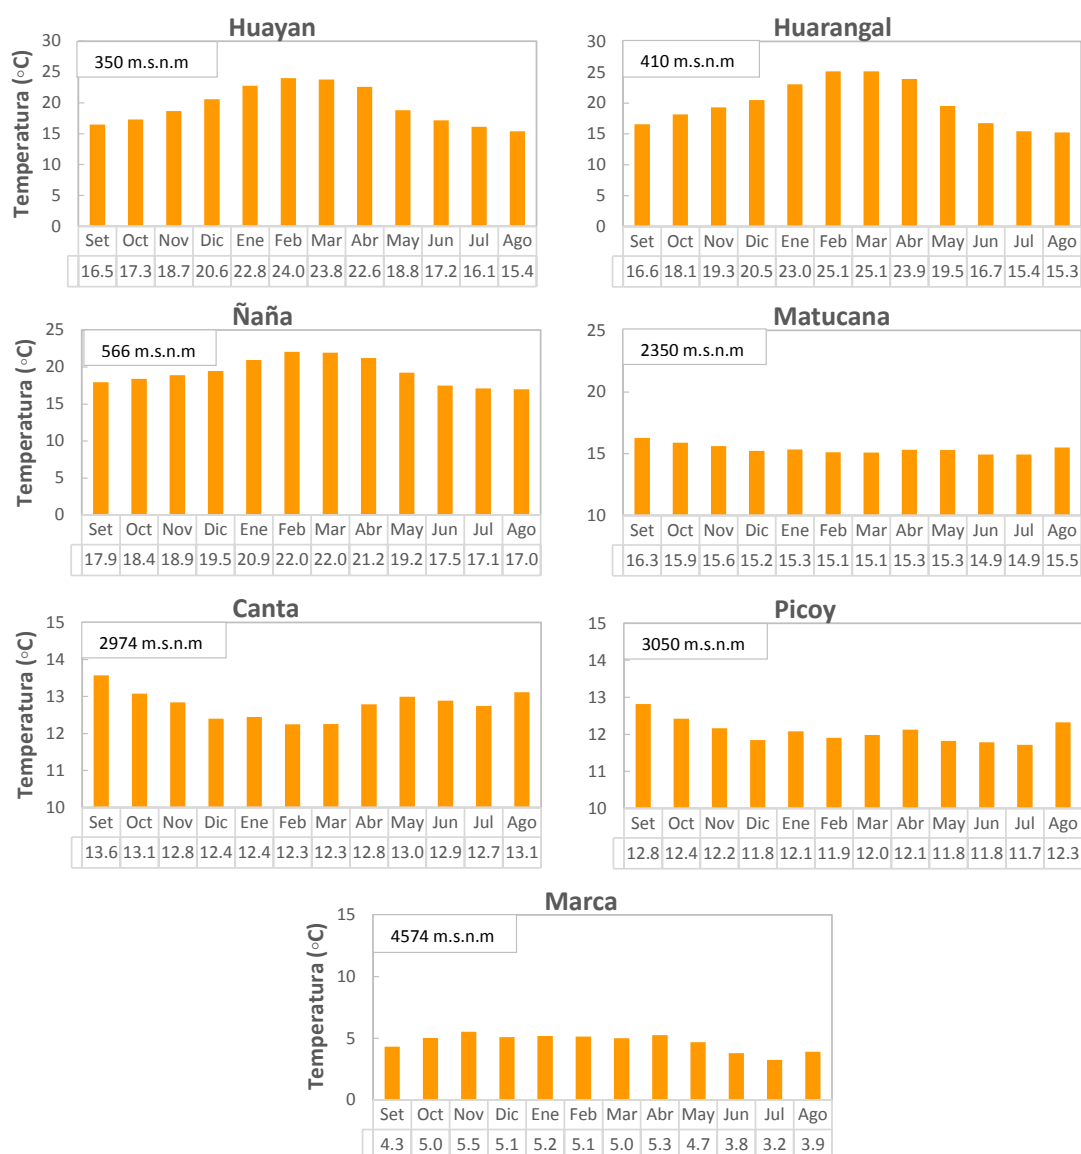 Huayan
Temperatura (°C)
350 m.s.n.m
30
25
20
15
10
5
0
Set Oct Nov Dic Ene Feb Mar Abr May Jun Jul Ago
16.5 17.3 18.7 20.6 22.8 24.0 23.8 22.6 18.8 17.2 16.1 15.4
Huarangal
410 m.s.n.m
30
25
20
15
10
5
0
Set Oct Nov Dic Ene Feb Mar Abr May Jun Jul Ago
16.6 18.1 19.3 20.5 23.0 25.1 25.1 23.9 19.5 16.7 15.4 15.3
Ñaña
Temperatura (°C)
566 m.s.n.m
25
20
15
10
5
0
Set Oct Nov Dic Ene Feb Mar Abr May Jun Jul Ago
17.9 18.4 18.9 19.5 20.9 22.0 22.0 21.2 19.2 17.5 17.1 17.0
Matucana
2350 m.s.n.m
25
20
15
10
Set Oct Nov Dic Ene Feb Mar Abr May Jun Jul Ago
16.3 15.9 15.6 15.2 15.3 15.1 15.1 15.3 15.3 14.9 14.9 15.5
Canta
Temperatura (°C)
2974 m.s.n.m
15
14
13
12
11
10
Set Oct Nov Dic Ene Feb Mar Abr May Jun Jul Ago
13.6 13.1 12.8 12.4 12.4 12.3 12.3 12.8 13.0 12.9 12.7 13.1
Picoy
3050 m.s.n.m
15
14
13
12
11
10
Set Oct Nov Dic Ene Feb Mar Abr May Jun Jul Ago
12.8 12.4 12.2 11.8 12.1 11.9 12.0 12.1 11.8 11.8 11.7 12.3
Marca
Temperatura (°C)
4574 m.s.n.m
15
10
5
0
Set Oct Nov Dic Ene Feb Mar Abr May Jun Jul Ago
4.3 5.0 5.5 5.1 5.2 5.1 5.0 5.3 4.7 3.8 3.2 3.9